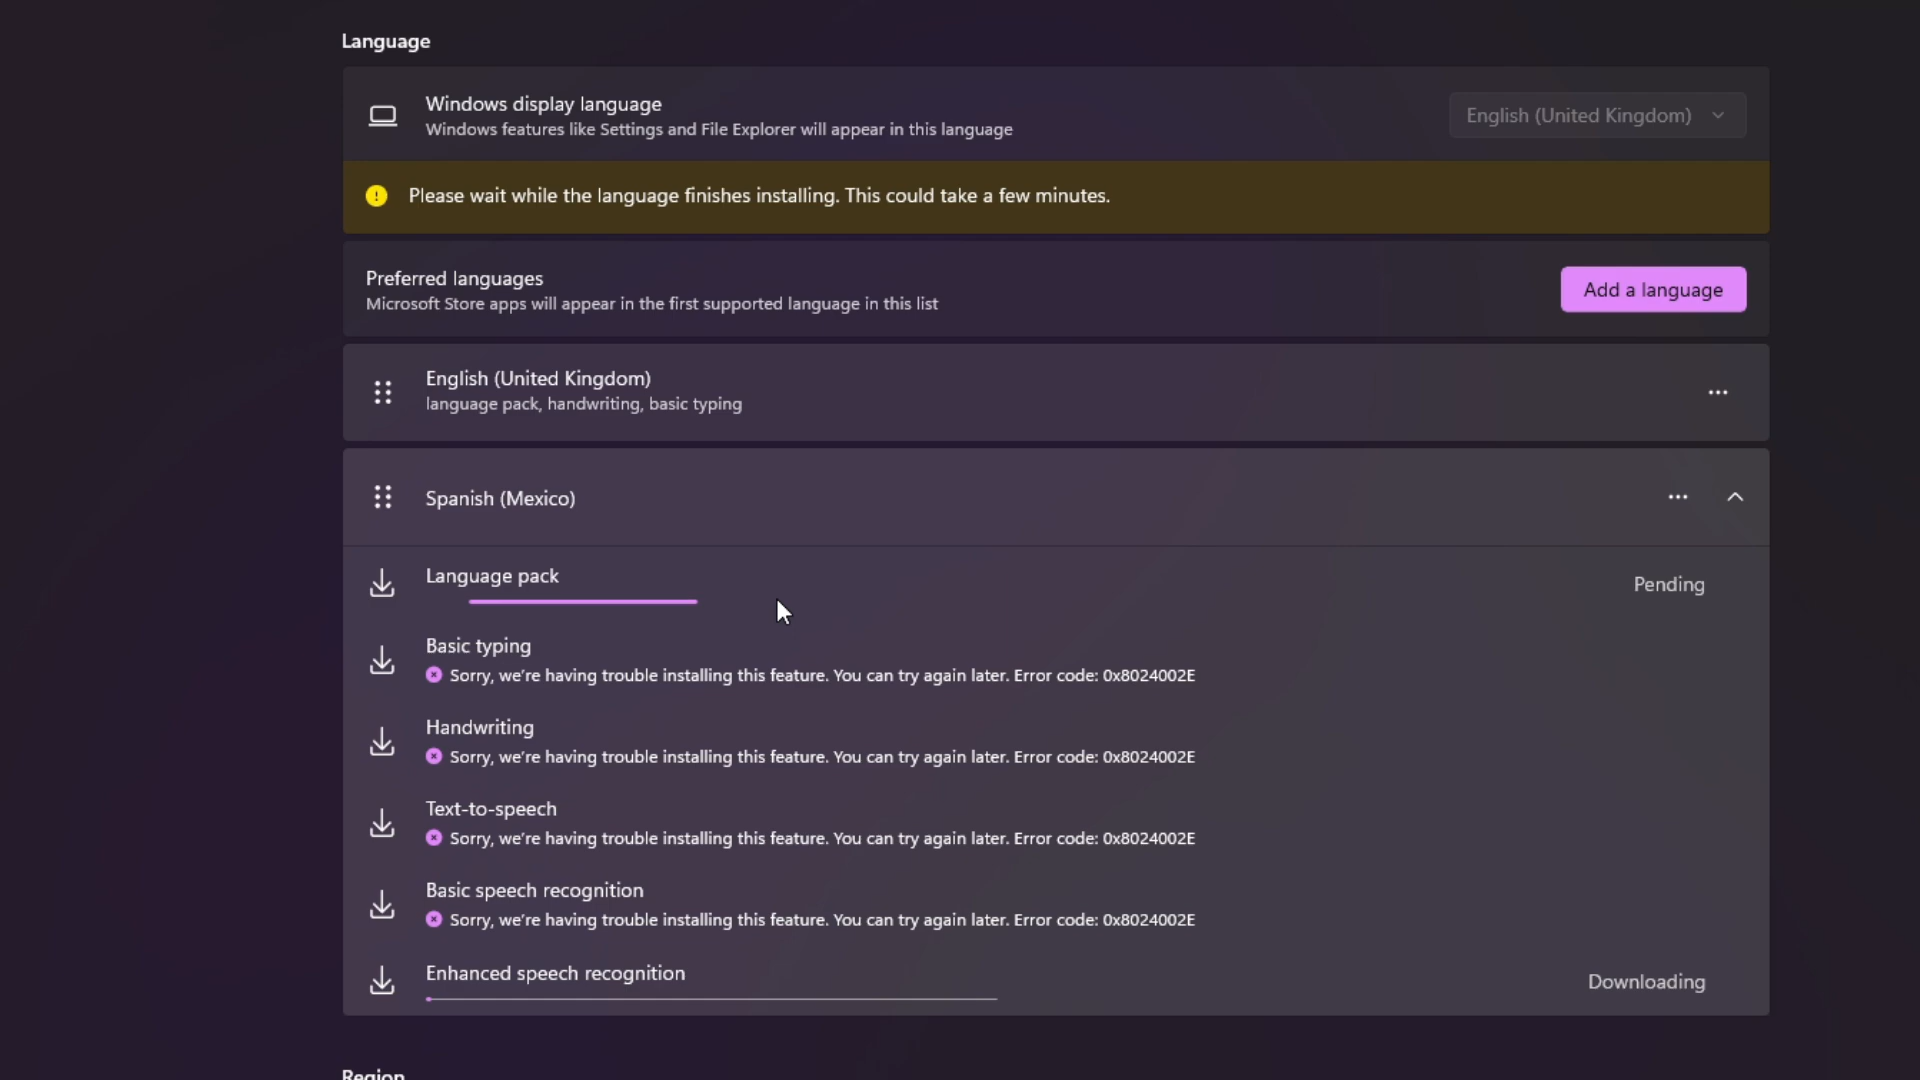 Language
Windows display language
Windows features like Settings and File Explorer will appear in this language
English (United Kingdom)
Please wait while the language finishes installing. This could take a few minutes.
Preferred languages
Microsoft Store apps will appear in the first supported language in this list
Add a language
English (United Kingdom)
language pack, handwriting, basic typing
Spanish (Mexico)
Language pack
Pending
Basic typing
Sorry, we're having trouble installing this feature. You can try again later. Error code: 0x8024002E
Handwriting
Sorry, we're having trouble installing this feature. You can try again later. Error code: 0x8024002E
Text-to-speech
Sorry, we're having trouble installing this feature. You can try again later. Error code: 0x8024002E
Basic speech recognition
Sorry, we're having trouble installing this feature. You can try again later. Error code: 0x8024002E
Enhanced speech recognition
Downloading
Region